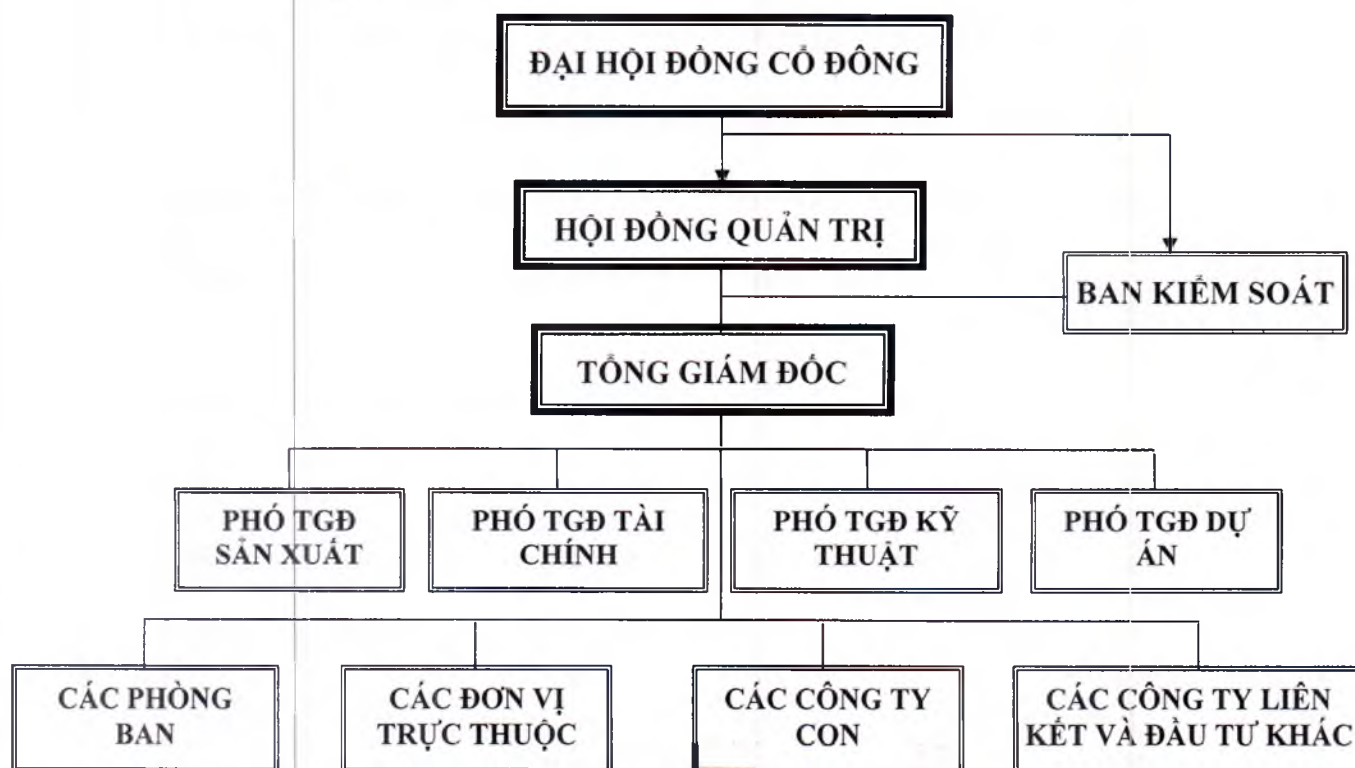 ĐẠI HỘI ĐỒNG CỔ ĐÔNG
HỘI ĐỒNG QUẢN TRỊ
BAN KIỂM SOÁT
TỔNG GIÁM ĐỐC
PHÓ TGĐ
SẢN XUẤT
PHÓ TGĐ TÀI
CHÍNH
PHÓ TGĐ KỸ
THUẬT
PHÓ TGĐ DỰ
ÁN
CÁC PHÒNG
BAN
CÁC ĐƠN VỊ
TRỰC THUỘC
CÁC CÔNG TY
CON
CÁC CÔNG TY LIÊN
KẾT VÀ ĐẦU TƯ KHÁC